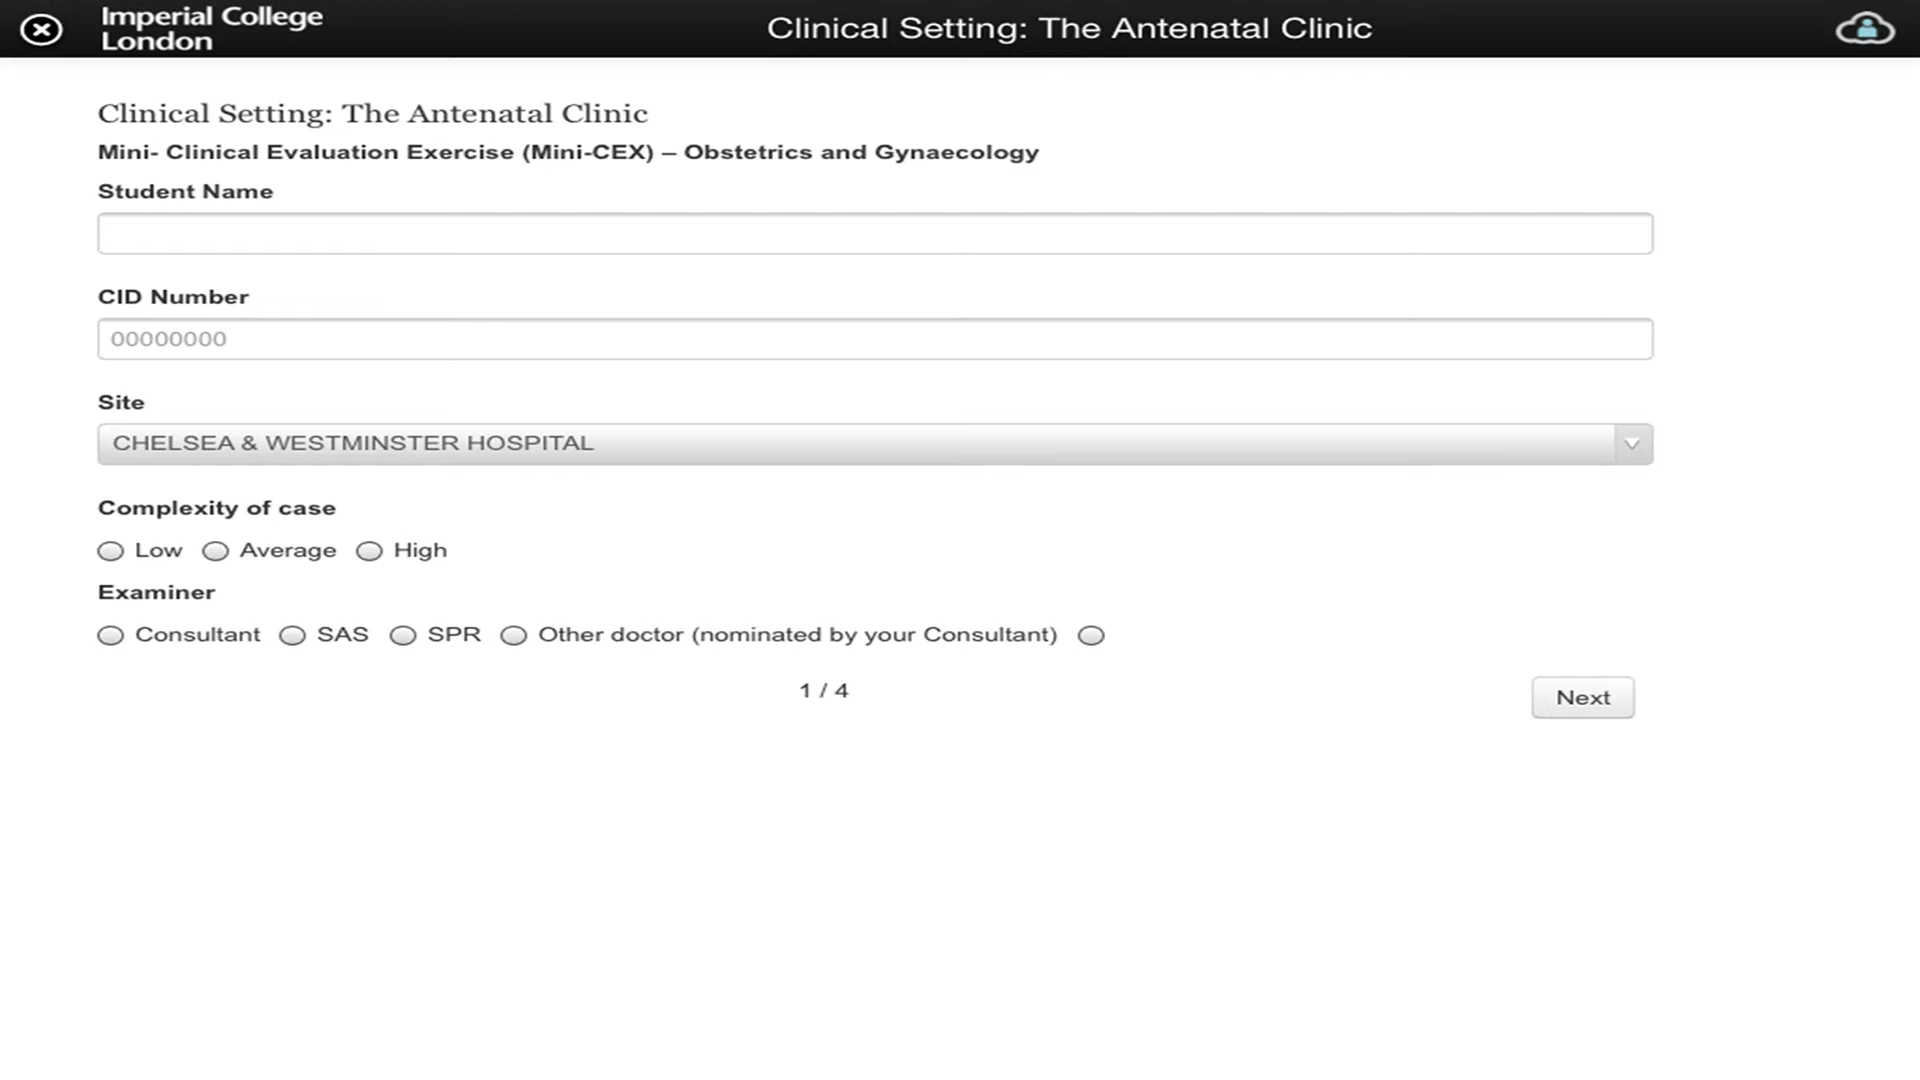 Imperial College
London
Clinical Setting: The Antenatal Clinic
Clinical Setting: The Antenatal Clinic
Mini- Clinical Evaluation Exercise (Mini-CEX) – Obstetrics and Gynaecology
Student Name
CID Number
00000000
Site
CHELSEA & WESTMINSTER HOSPITAL
Complexity of case
Low Average High
Examiner
Consultant SAS SPR Other doctor (nominated by your Consultant)
1 / 4
Next